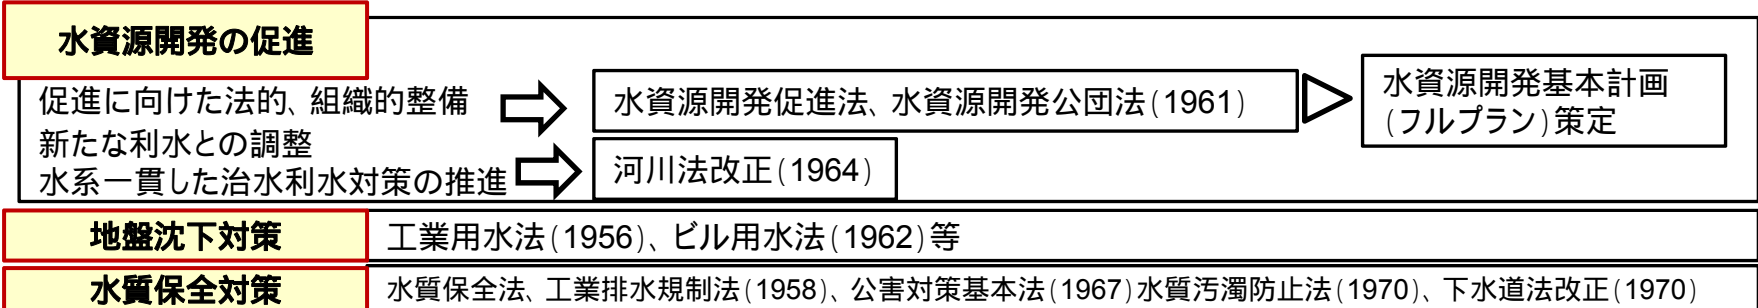 水資源開発の促進
促進に向けた法的、組織的整備
水資源開発促進法、水資源開発公団法(1961)
水資源開発基本計画
(フルプラン)策定
新たな利水との調整
水系一貫した治水利水対策の推進
河川法改正(1964)
地盤沈下対策
工業用水法(1956)、ビル用水法(1962)等
水質保全対策
水質保全法、工業排水規制法(1958)、公害対策基本法(1967)水質汚濁防止法(1970)、下水道法改正(1970)